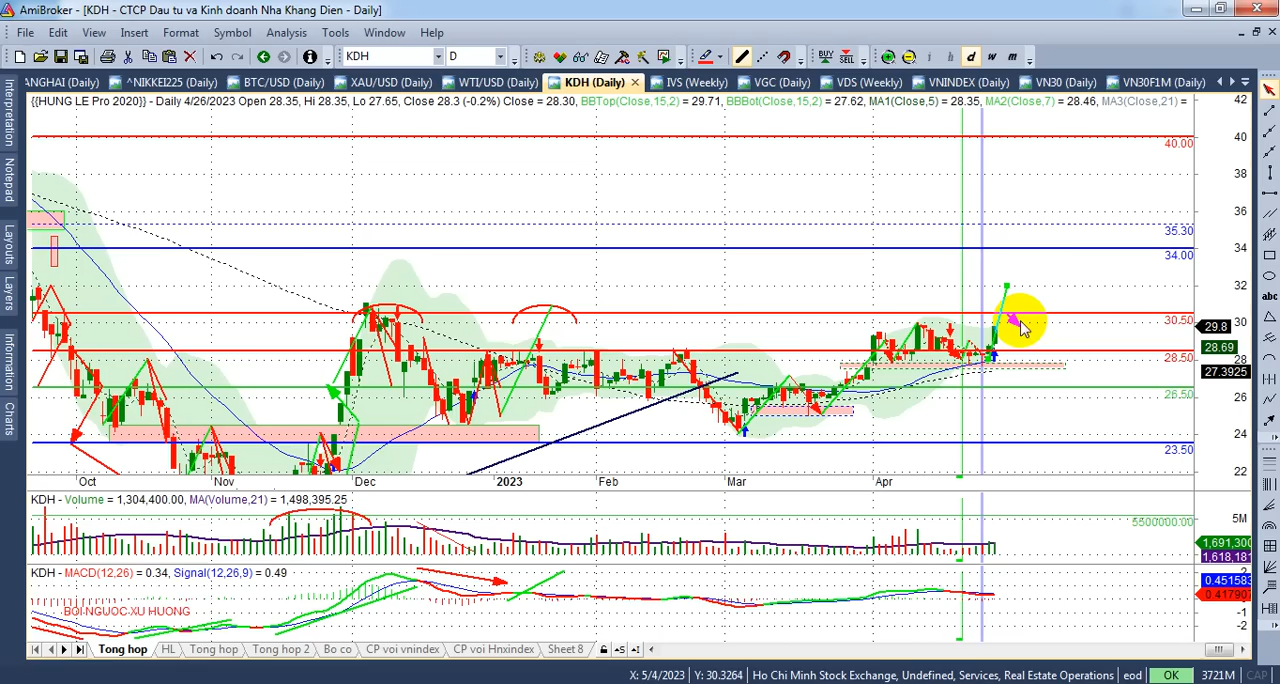 AmiBroker - [KDH - CTCP Dau tu va Kinh doanh Nha Khang Dien - Daily]
File Edit View Insert Format Symbol Analysis Tools Window Help
KDH D i h d w m
BUY SELL
ANGHAI (Daily) ^NIKKEI225 (Daily) BTC/USD (Daily) XAU/USD (Daily) WTI/USD (Daily) KDH (Daily) IVS (Weekly) VGC (Daily) VDS (Weekly) VNINDEX (Daily) VN30 (Daily) VN30F1M (Daily)
{{HUNG LE Pro 2020}} - Daily 4/26/2023 Open 28.35, Hi 28.35, Lo 27.65, Close 28.3 (-0.2%) Close = 28.30, BBTop(Close,15,2) = 29.71, BBBot(Close,15,2) = 27.62, MA1(Close,5) = 28.35, MA2(Close,7) = 28.46, MA3(Close,21) =
Interpretation
Notepad
Layouts
Layers
Information
Charts
abc
42
40
40.00
38
36
35.30
34
34.00
32
30.50
30
29.8
28.69
28.50
28
27.3925
26.50
26
24
23.50
22
Oct Nov Dec 2023 Feb Mar Apr
KDH - Volume = 1,304,400.00, MA(Volume,21) = 1,498,395.25
5M
5500000.00
1,691,300
1,618,181
KDH - MACD(12,26) = 0.34, Signal(12,26,9) = 0.49
2
0.451583
0.417907
-1
-2
BOI NGUOC XU HUONG
Tong hop HL Tong hop Tong hop 2 Bo co CP voi vnindex CP voi Hnxindex Sheet 8
X: 5/4/2023 Y: 30.3264 Ho Chi Minh Stock Exchange, Undefined, Services, Real Estate Operations eod OK 3721M CAP